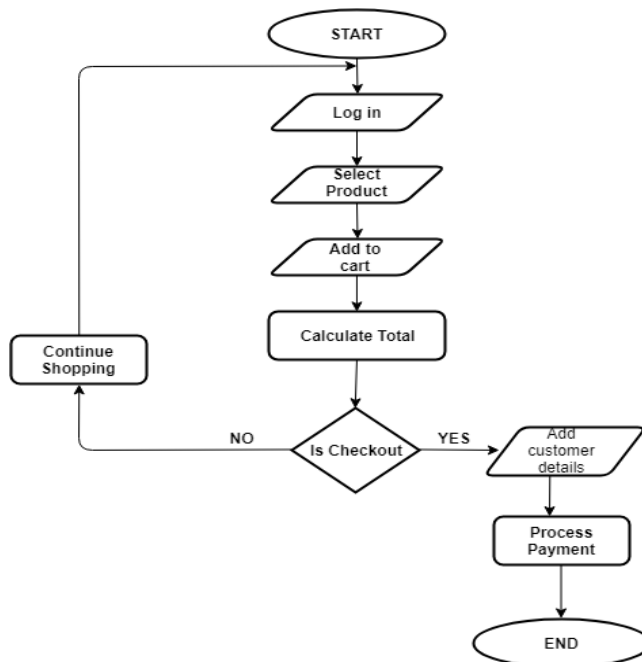 START
Log in
Select
Product
Add to
cart
Calculate Total
Continue
Shopping
NO
Is Checkout
YES
Add
customer
details
Process
Payment
END